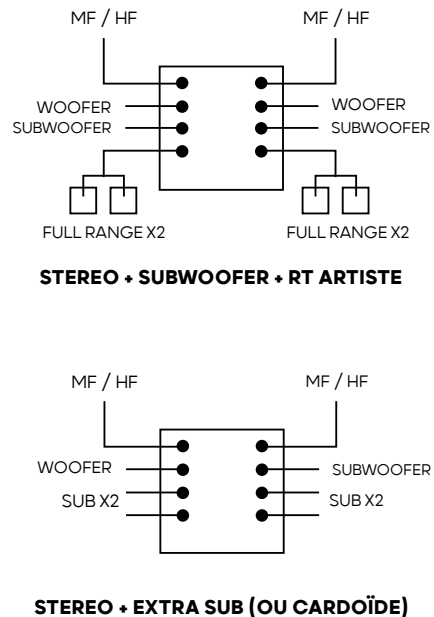 MF / HF MF / HF
WOOFER WOOFER
SUBWOOFER SUBWOOFER
FULL RANGE X2 FULL RANGE X2
STEREO + SUBWOOFER + RT ARTISTE
MF / HF MF / HF
WOOFER SUBWOOFER
SUB X2 SUB X2
STEREO + EXTRA SUB (OU CARDOÏDE)